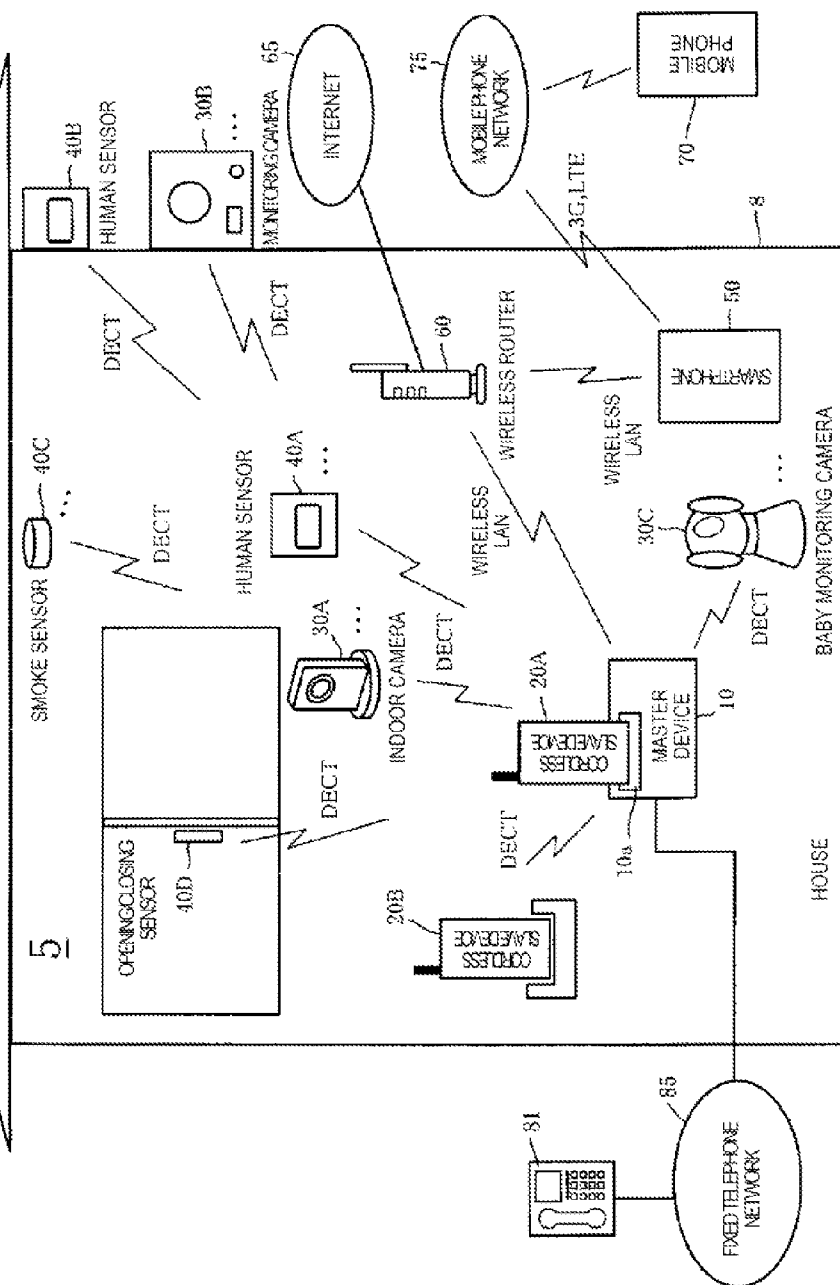 5
OPENING/CLOSING
SENSOR
40D
SMOKE SENSOR
40C
...
DECT
DECT
40B
HUMAN SENSOR
30B
...
MONITORING CAMERA
DECT
HUMAN SENSOR
40A
...
DECT
DECT
30A
...
INDOOR CAMERA
65
INTERNET
60
WIRELESS ROUTER
WIRELESS
LAN
WIRELESS
LAN
75
MOBILE PHONE
NETWORK
3G,LTE
MOBILE
PHONE
70
8
50
SMARTPHONE
20B
CORDLESS
SLAVE DEVICE
DECT
20A
CORDLESS
SLAVE DEVICE
MASTER
DEVICE
10a
10
DECT
30C
...
BABY MONITORING CAMERA
81
85
FIXED TELEPHONE
NETWORK
HOUSE